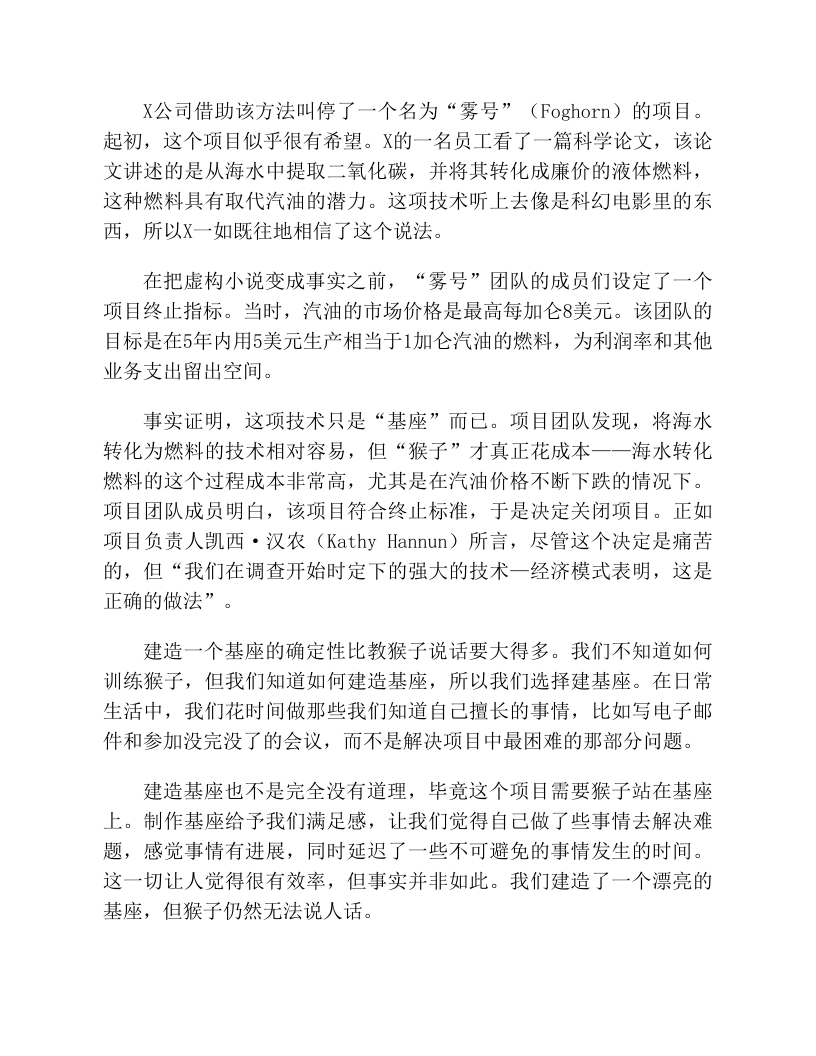 X公司借助该方法叫停了一个名为“雾号”（Foghorn）的项目。
起初，这个项目似乎很有希望。X的一名员工看了一篇科学论文，该论
文讲述的是从海水中提取二氧化碳，并将其转化成廉价的液体燃料，
这种燃料具有取代汽油的潜力。这项技术听上去像是科幻电影里的东
西，所以X一如既往地相信了这个说法。
在把虚构小说变成事实之前，“雾号”团队的成员们设定了一个
项目终止指标。当时，汽油的市场价格是最高每加仑8美元。该团队的
目标是在5年内用5美元生产相当于1加仑汽油的燃料，为利润率和其他
业务支出留出空间。
事实证明，这项技术只是“基座”而已。项目团队发现，将海水
转化为燃料的技术相对容易，但“猴子”才真正花成本——海水转化
燃料的这个过程成本非常高，尤其是在汽油价格不断下跌的情况下。
项目团队成员明白，该项目符合终止标准，于是决定关闭项目。正如
项目负责人凯西·汉农（Kathy Hannun）所言，尽管这个决定是痛苦
的，但“我们在调查开始时定下的强大的技术—经济模式表明，这是
正确的做法”。
建造一个基座的确定性比教猴子说话要大得多。我们不知道如何
训练猴子，但我们知道如何建造基座，所以我们选择建基座。在日常
生活中，我们花时间做那些我们知道自己擅长的事情，比如写电子邮
件和参加没完没了的会议，而不是解决项目中最困难的那部分问题。
建造基座也不是完全没有道理，毕竟这个项目需要猴子站在基座
上。制作基座给予我们满足感，让我们觉得自己做了些事情去解决难
题，感觉事情有进展，同时延迟了一些不可避免的事情发生的时间。
这一切让人觉得很有效率，但事实并非如此。我们建造了一个漂亮的
基座，但猴子仍然无法说人话。